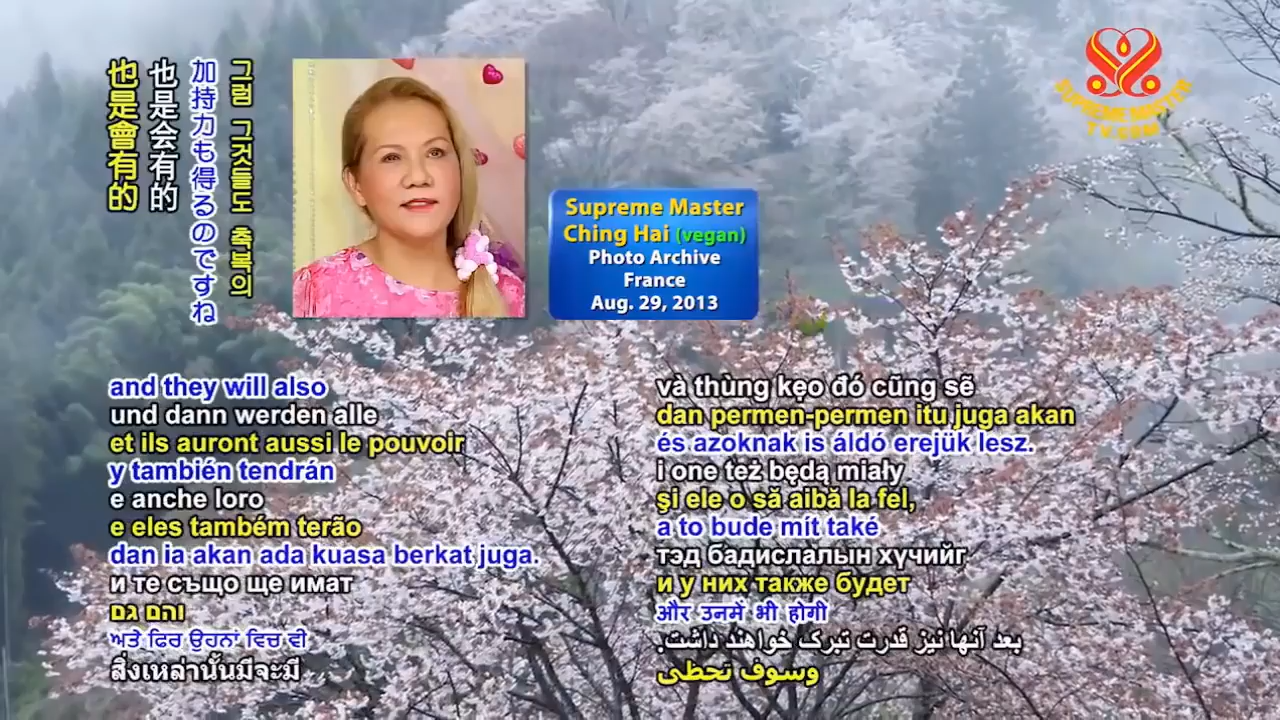 也是會有的
也是会有的
加持力も得るのですね
그럼 그것들도 축복의
SUPREME MASTER
TV.COM
Supreme Master
Ching Hai (vegan)
Photo Archive
France
Aug. 29, 2013
and they will also
und dann werden alle
et ils auront aussi le pouvoir
y también tendrán
e anche loro
e eles também terão
dan ia akan ada kuasa berkat juga.
и те също ще имат
והם גם
ਅਤੇ ਫਿਰ ਉਹਨਾਂ ਵਿਚ ਵੀ
สิ่งเหล่านั้นมีจะมี
và thùng kẹo đó cũng sẽ
dan permen-permen itu juga akan
és azoknak is áldó erejük lesz.
i one też będą miały
şi ele o să aibă la fel,
a to bude mít také
тэд бадислалын хүчийг
и у них также будет
और उनमें भी होगी
بعد آنها نیز قدرت تبرک خواهند داشت.
وسوف تحظى